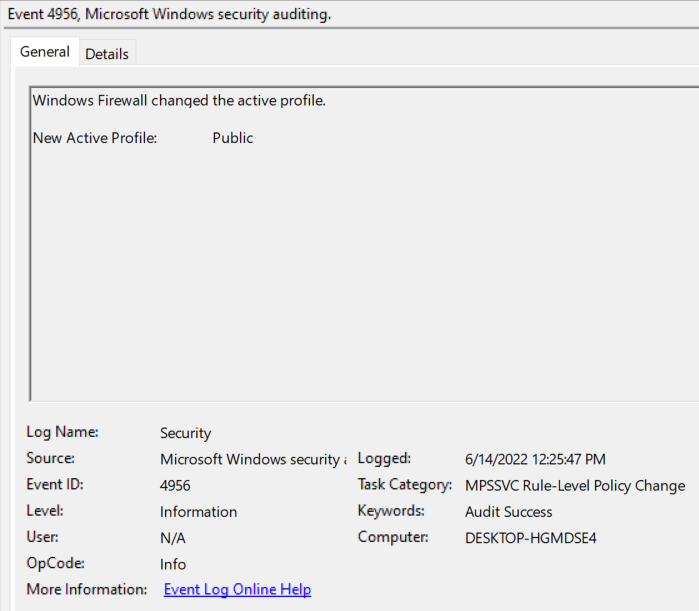 Event 4956, Microsoft Windows security auditing.
General Details
Windows Firewall changed the active profile.
New Active Profile: Public
Log Name: Security
Source: Microsoft Windows security Logged: 6/14/2022 12:25:47 PM
Event ID: 4956 Task Category: MPSSVC Rule-Level Policy Change
Level: Information Keywords: Audit Success
User: N/A Computer: DESKTOP-HGMDSE4
OpCode: Info
More Information: Event Log Online Help